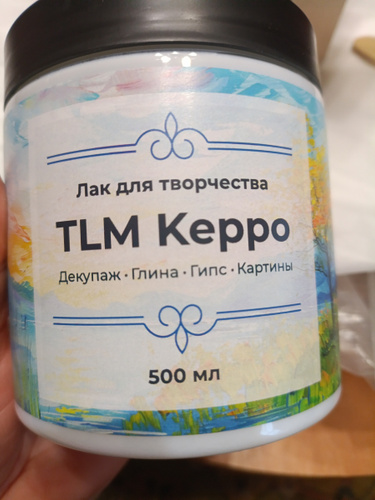 Лак для творчества
TLM Keppo
Декупаж · Глина · Гипс · Картины
500 мл